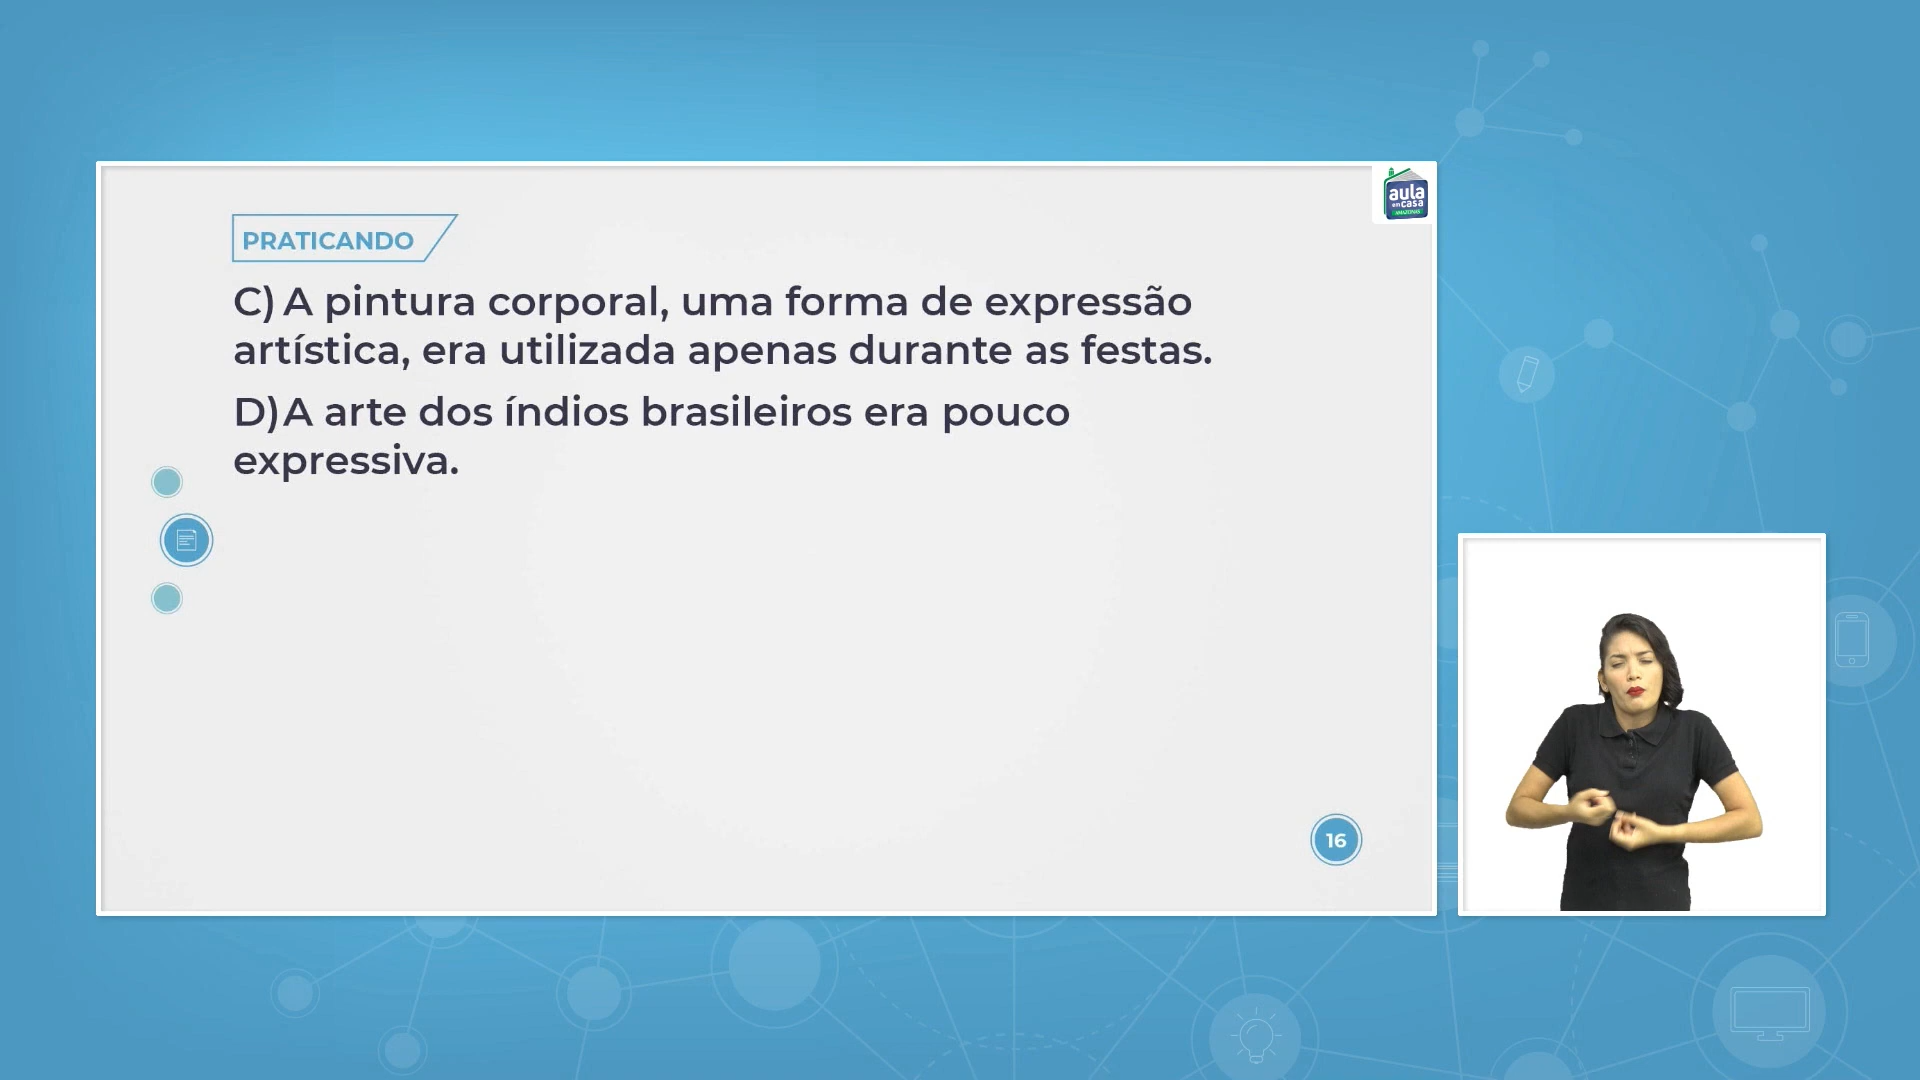 aula
em casa
AMAZONAS
PRATICANDO
C) A pintura corporal, uma forma de expressão
artística, era utilizada apenas durante as festas.
D) A arte dos índios brasileiros era pouco
expressiva.
16